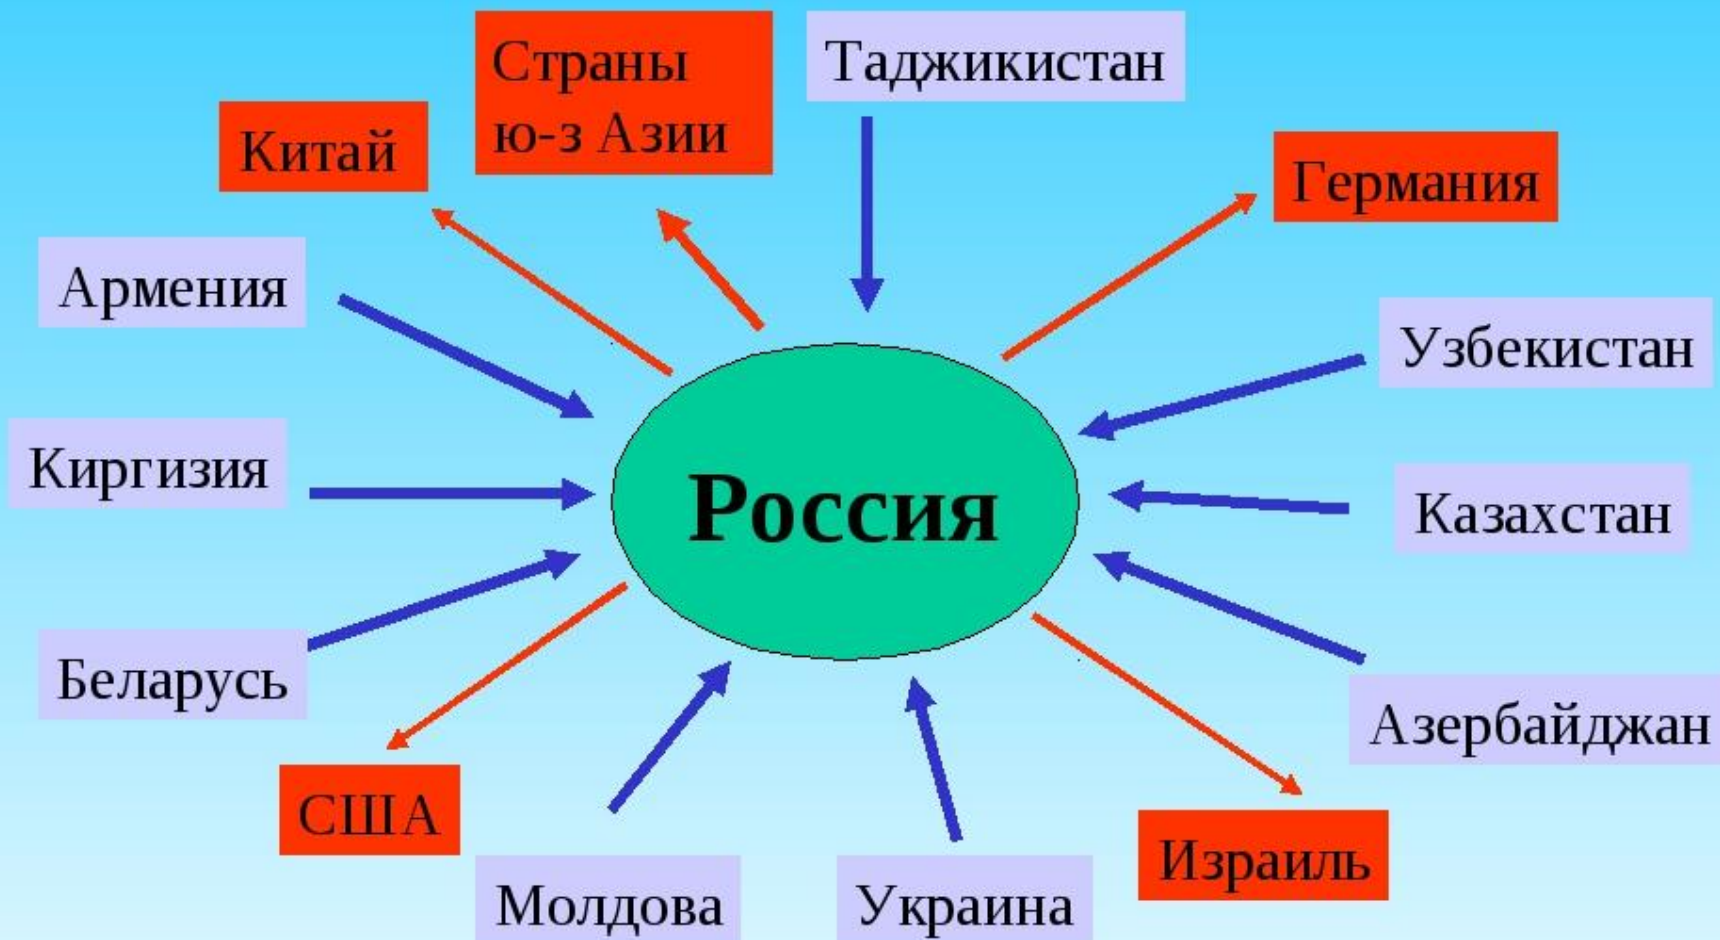 Страны
ю-з Азии
Таджикистан
Китай
Германия
Армения
Узбекистан
Киргизия
Россия
Казахстан
Беларусь
Азербайджан
США
Израиль
Молдова
Украина